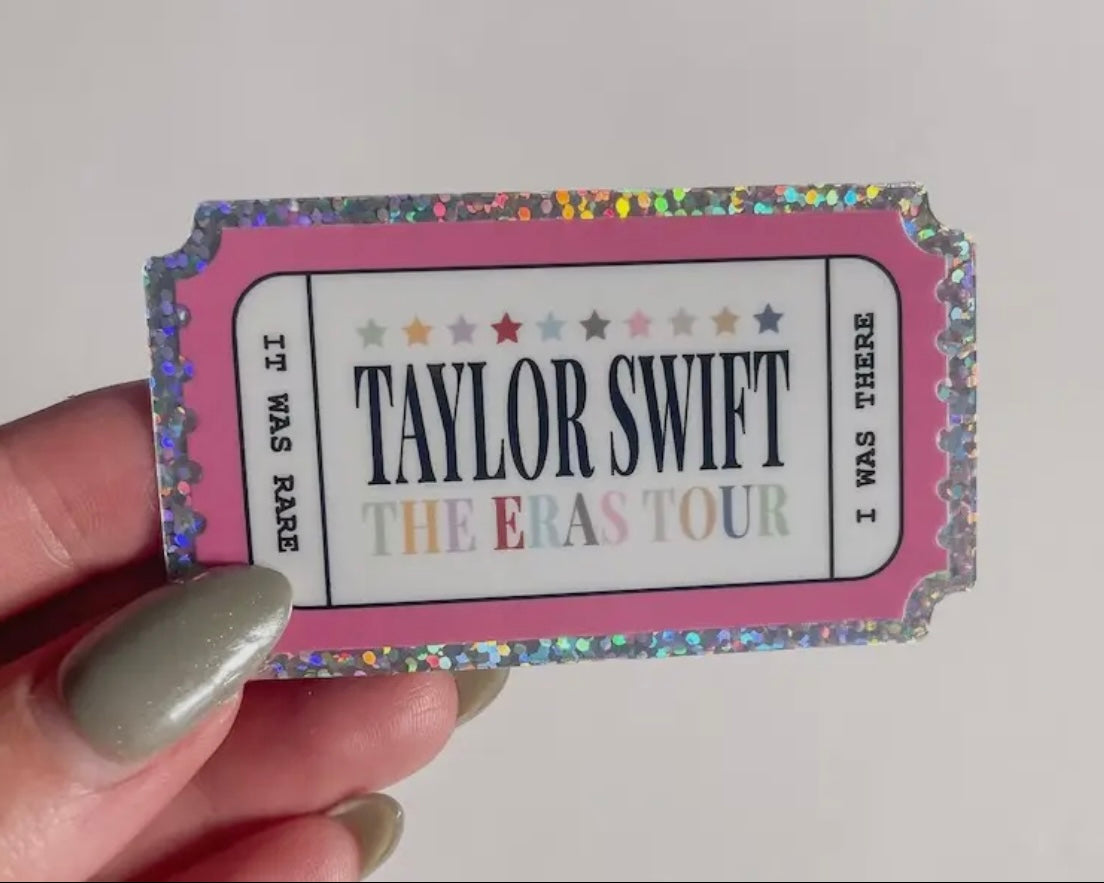 IT WAS RARE
TAYLOR SWIFT
THE ERAS TOUR
I WAS THERE